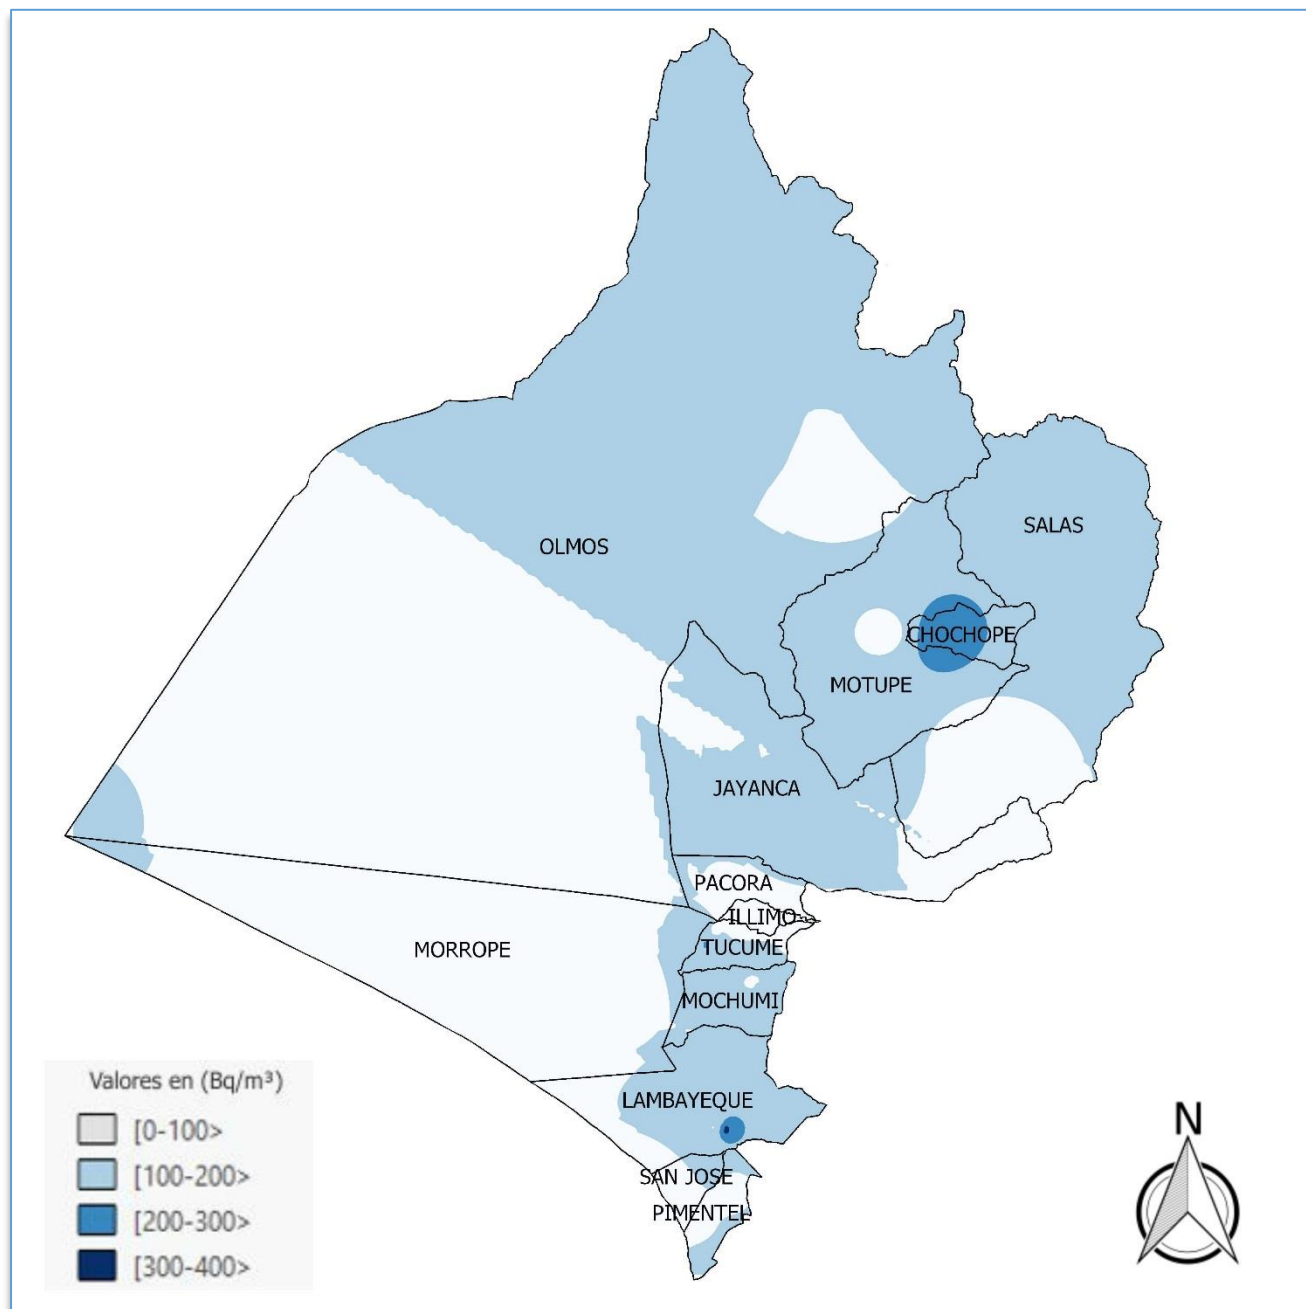 OLMOS
SALAS
CHOCHOPE
MOTUPE
JAYANCA
PACORA
ILLIMO
TUCUME
MORROPE
MOCHUMI
LAMBAYEQUE
SAN JOSE
PIMENTEL
Valores en (Bq/m³)
[0-100>
[100-200>
[200-300>
[300-400>
N